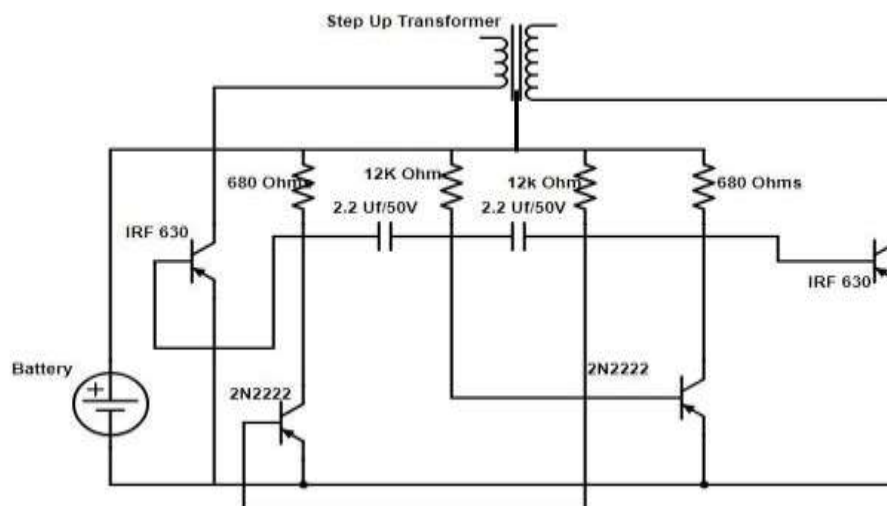 Step Up Transformer
680 Ohms
12K Ohm
12k Ohm
680 Ohms
2.2 Uf/50V
2.2 Uf/50V
IRF 630
IRF 630
Battery
+
2N2222
2N2222